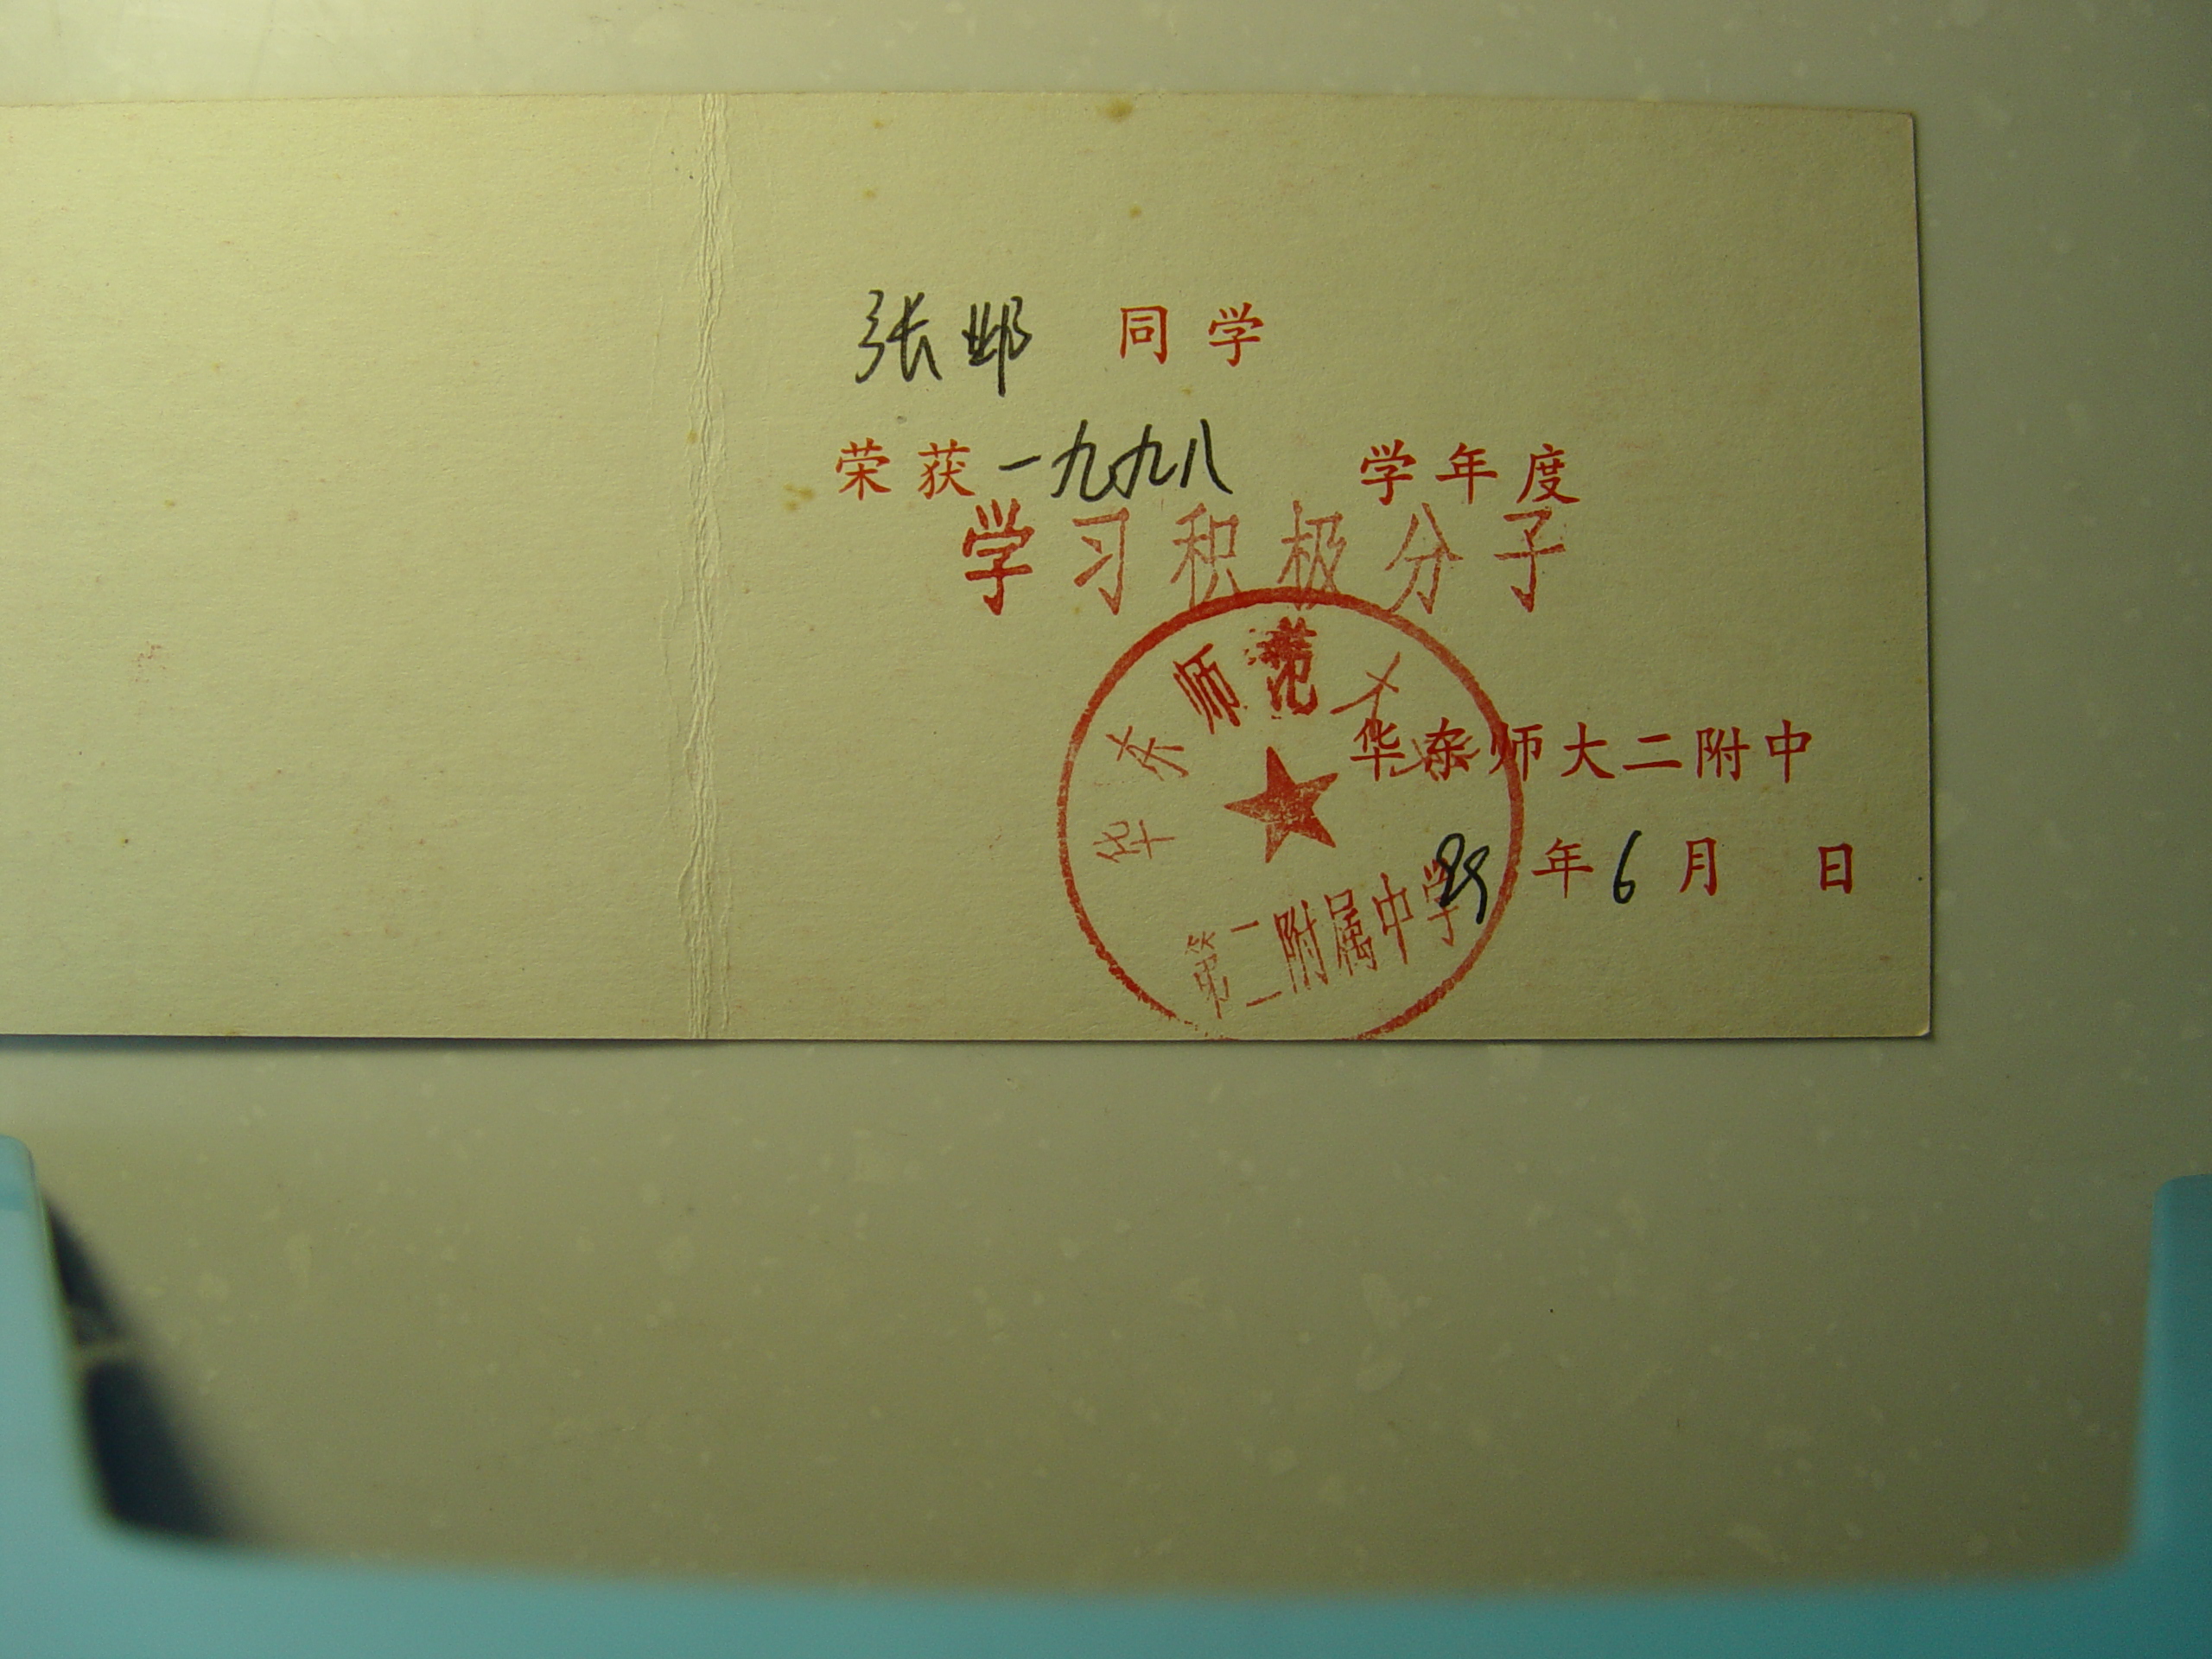 张邺 同学
荣获一九九八 学年度
学习积极分子
华东师范大学
第二附属中学
华东师大二附中
99 年 6 月 日